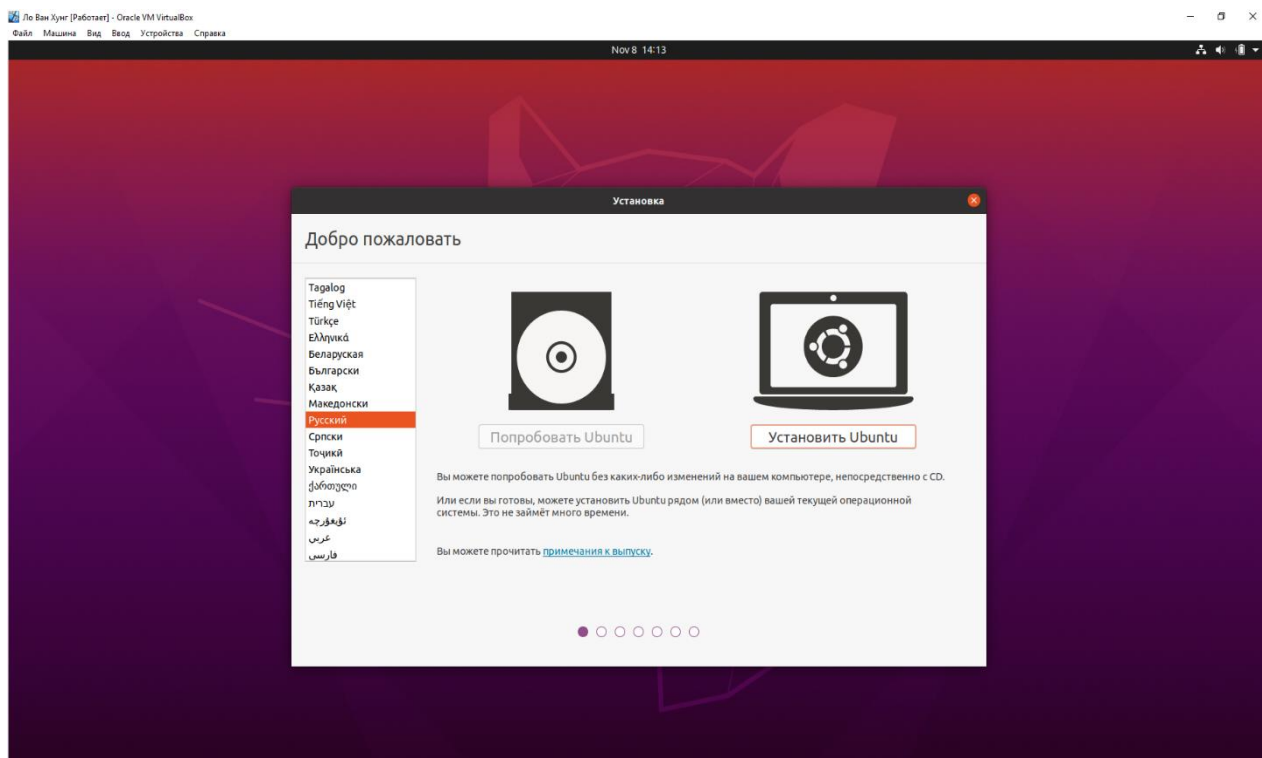 Ло Ван Хунг [Работает] - Oracle VM VirtualBox
Файл Машина Вид Ввод Устройства Справка
Nov 8 14:13
Установка
Добро пожаловать
Tagalog
Tiếng Việt
Türkçe
Ελληνικά
Беларуская
Български
Қазақ
Македонски
Русский
Српски
Тоҷикӣ
Українська
ქართული
עברית
ئۇيغۇرچە
عربي
فارسی
Попробовать Ubuntu
Установить Ubuntu
Вы можете попробовать Ubuntu без каких-либо изменений на вашем компьютере, непосредственно с CD.
Или если вы готовы, можете установить Ubuntu рядом (или вместо) вашей текущей операционной
системы. Это не займёт много времени.
Вы можете прочитать примечания к выпуску.